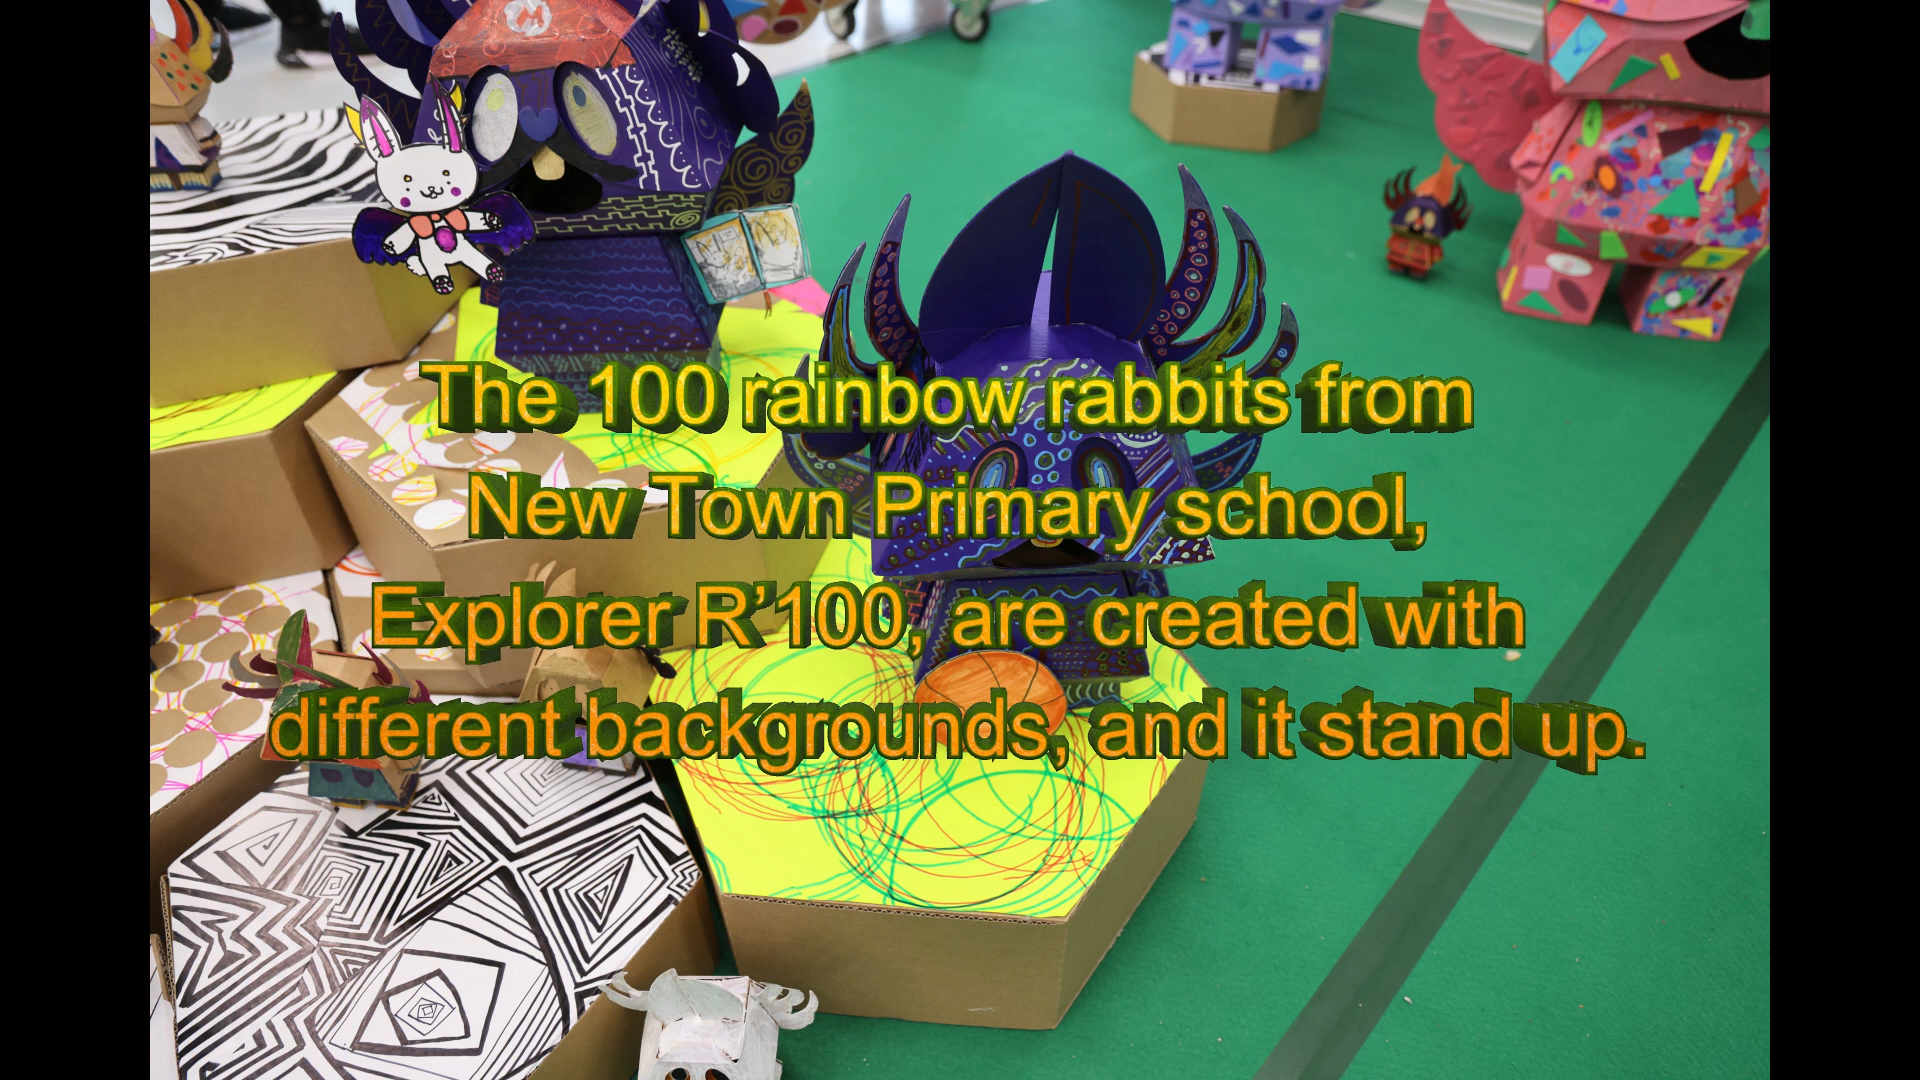 The 100 rainbow rabbits from
New Town Primary school,
Explorer R’100, are created with
different backgrounds, and it stand up.